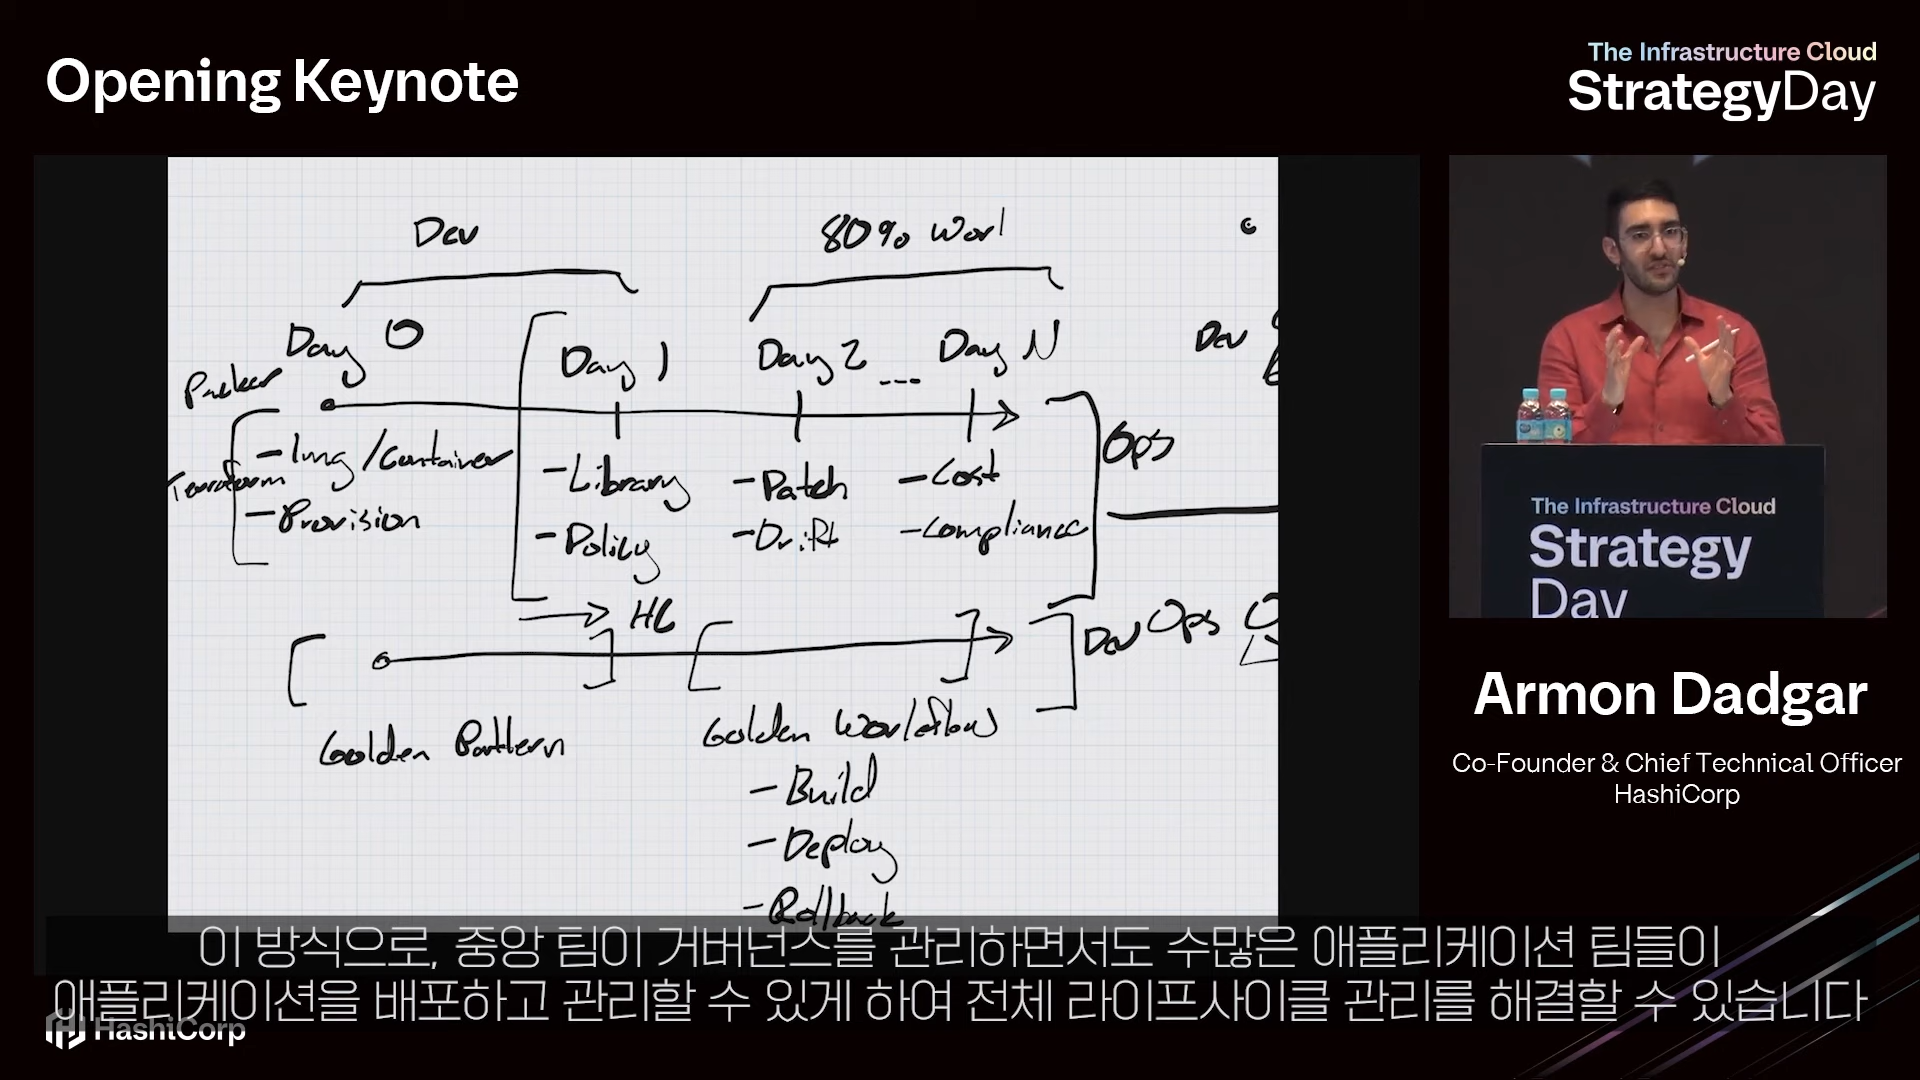 Opening Keynote
The Infrastructure Cloud
StrategyDay
Dev
80% Worl
Day 0
Day 1
Day 2 ...
Day N
Dev
Packer
Terraform
- Img/Container
- Provision
- Library
- Policy
- Patch
- Drift
- Cost
- Compliance
Ops
Dev Ops
Golden Pattern
Golden Workflows
- Build
- Deploy
- Rollback
The Infrastructure Cloud
Strategy
Day
Armon Dadgar
Co-Founder & Chief Technical Officer
HashiCorp
이 방식으로, 중앙 팀이 거버넌스를 관리하면서도 수많은 애플리케이션 팀들이
애플리케이션을 배포하고 관리할 수 있게 하여 전체 라이프사이클 관리를 해결할 수 있습니다
HashiCorp